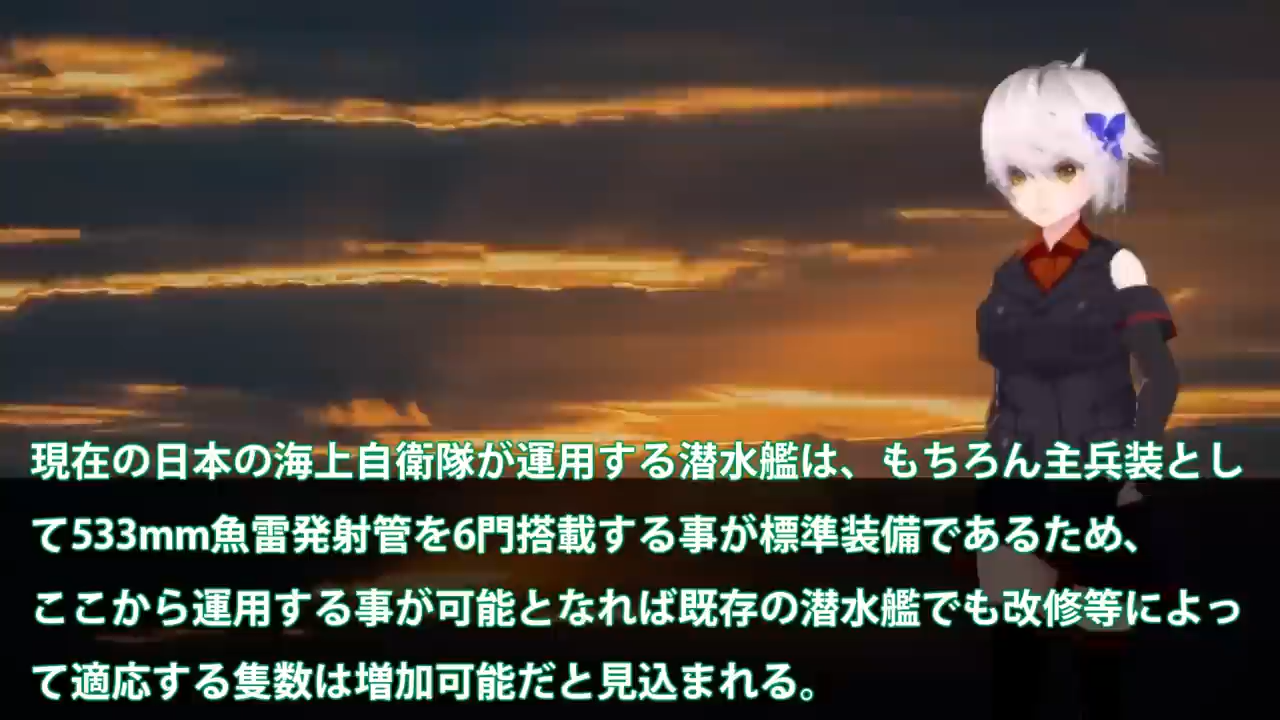 現在の日本の海上自衛隊が運用する潜水艦は、もちろん主兵装とし
て533mm魚雷発射管を6門搭載する事が標準装備であるため、
ここから運用する事が可能となれば既存の潜水艦でも改修等によっ
て適応する隻数は増加可能だと見込まれる。